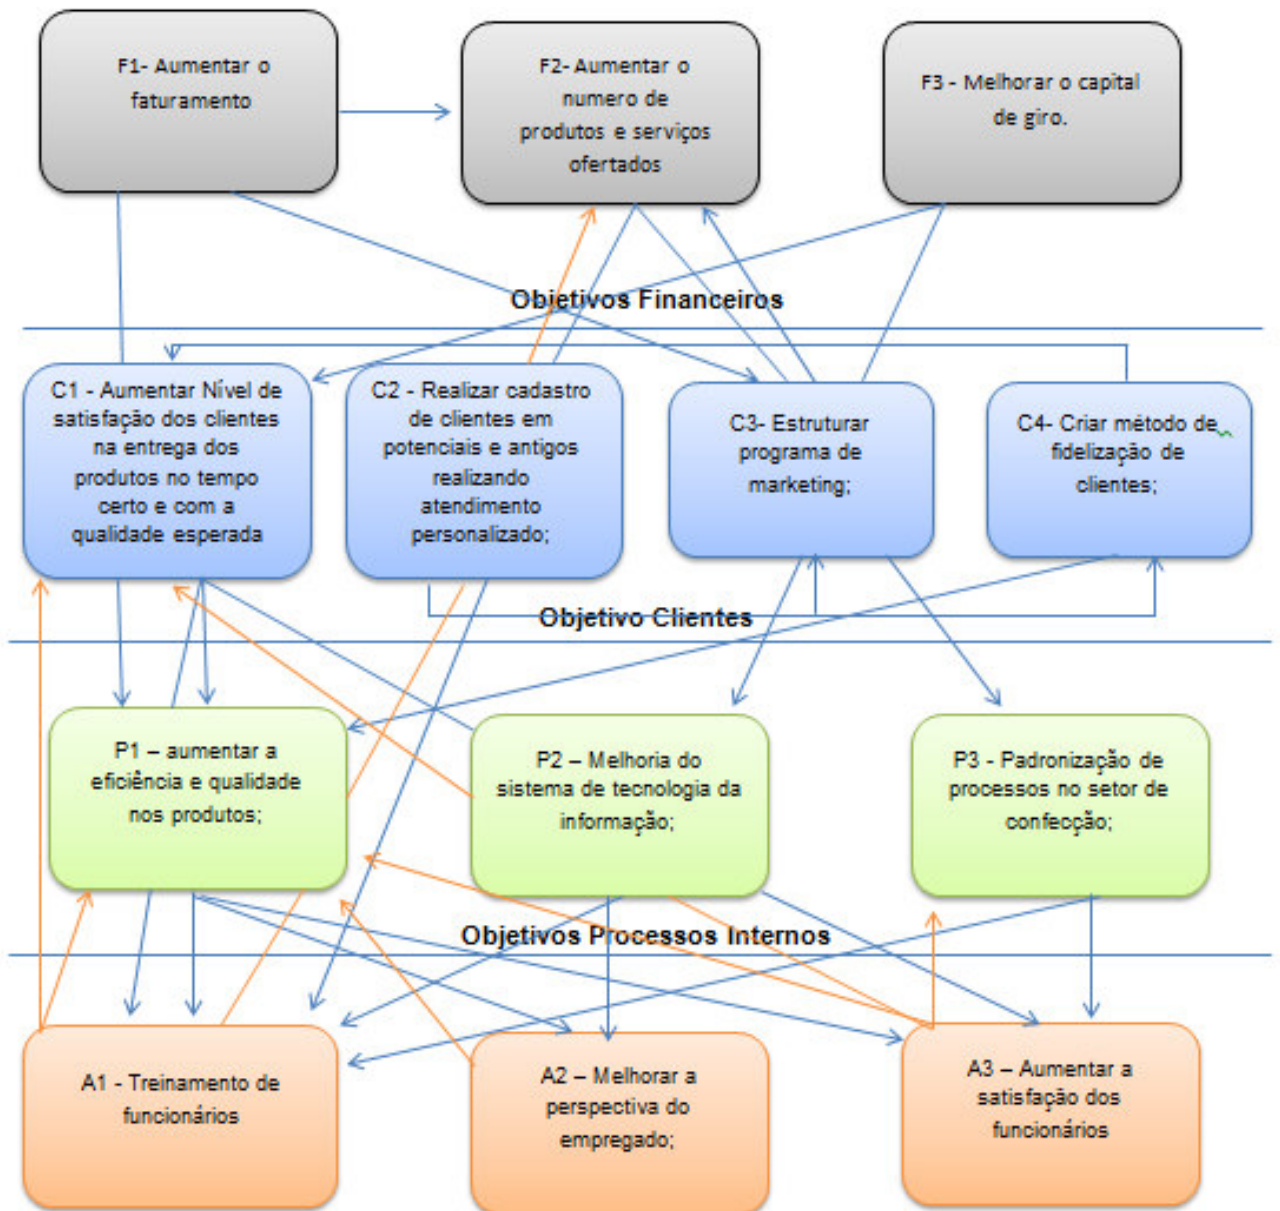 F1- Aumentar o
faturamento
F2- Aumentar o
numero de
produtos e serviços
ofertados
F3 - Melhorar o capital
de giro.
Objetivos Financeiros
C1 - Aumentar Nível de
satisfação dos clientes
na entrega dos
produtos no tempo
certo e com a
qualidade esperada
C2 - Realizar cadastro
de clientes em
potenciais e antigos
realizando
atendimento
personalizado;
C3- Estruturar
programa de
marketing;
C4- Criar método de
fidelização de
clientes;
Objetivo Clientes
P1 – aumentar a
eficiência e qualidade
nos produtos;
P2 – Melhoria do
sistema de tecnologia da
informação;
P3 - Padronização de
processos no setor de
confecção;
Objetivos Processos Internos
A1 - Treinamento de
funcionários
A2 – Melhorar a
perspectiva do
empregado;
A3 – Aumentar a
satisfação dos
funcionários